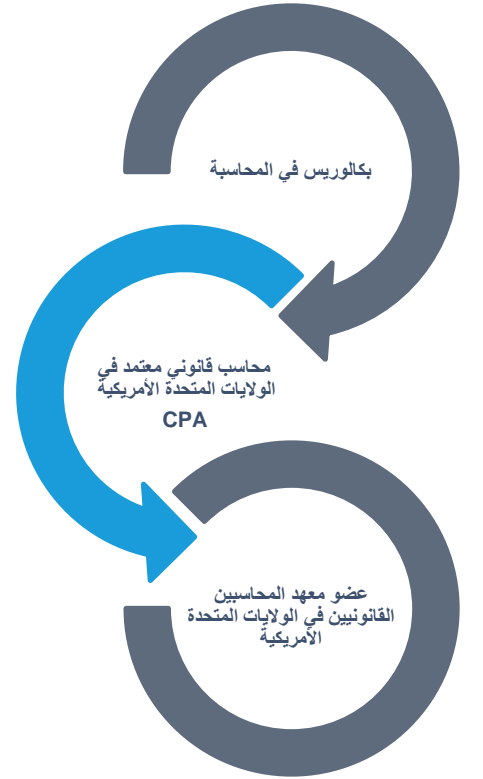 بكالوريس في المحاسبة
محاسب قانوني معتمد في
الولايات المتحدة الأمريكية
CPA
عضو معهد المحاسبين
القانونيين في الولايات المتحدة
الأمريكية